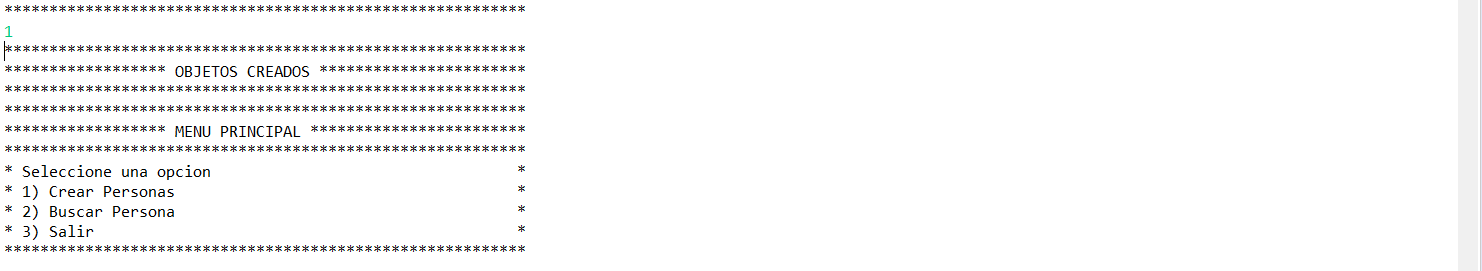 **********************************************************
1
**********************************************************
****************** OBJETOS CREADOS ***********************
**********************************************************
**********************************************************
****************** MENU PRINCIPAL ************************
**********************************************************
* Seleccione una opcion                                  *
* 1) Crear Personas                                      *
* 2) Buscar Persona                                      *
* 3) Salir                                               *
**********************************************************